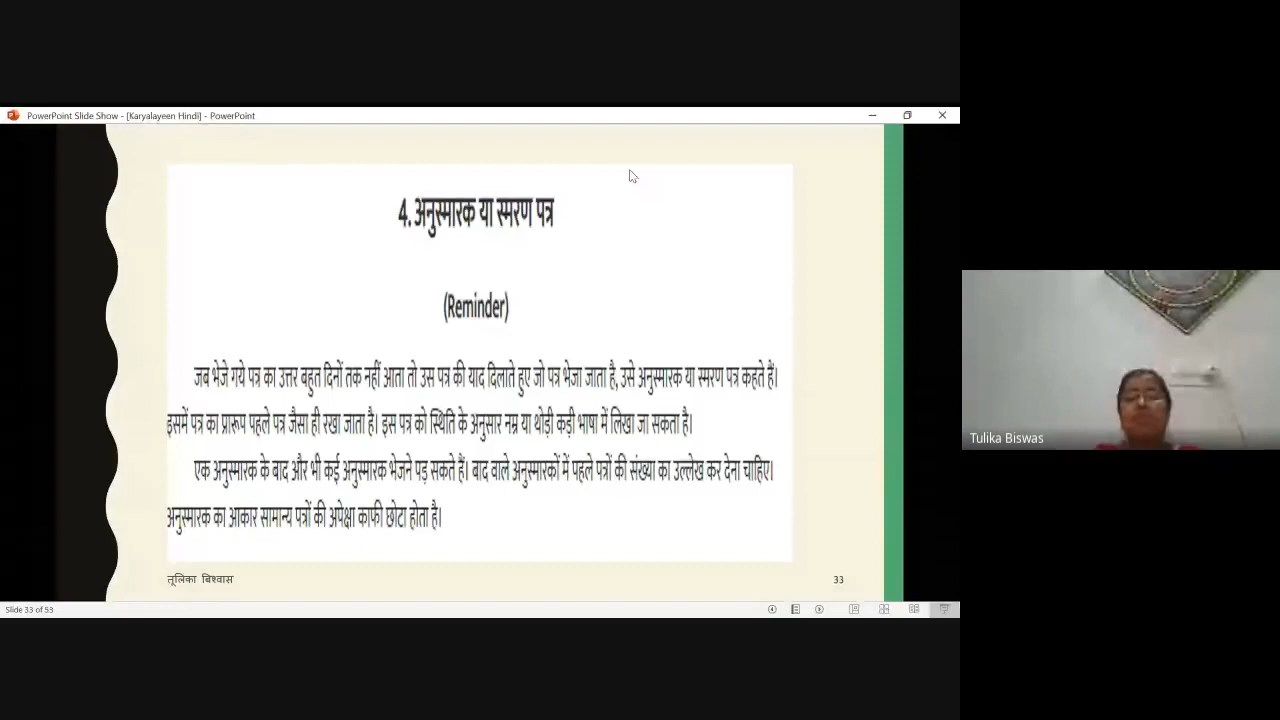 PowerPoint Slide Show - [Karyalayeen Hindi] - PowerPoint
4. अनुस्मारक या स्मरण पत्र
(Reminder)
जब भेजे गये पत्र का उत्तर बहुत दिनों तक नहीं आता तो उस पत्र की याद दिलाते हुए जो पत्र भेजा जाता है, उसे अनुस्मारक या स्मरण पत्र कहते हैं।
इसमें पत्र का प्रारूप पहले पत्र जैसा ही रखा जाता है। इस पत्र को स्थिति के अनुसार नम्र या थोड़ी कड़ी भाषा में लिखा जा सकता है।
एक अनुस्मारक के बाद और भी कई अनुस्मारक भेजने पड़ सकते हैं। बाद वाले अनुस्मारकों में पहले पत्रों की संख्या का उल्लेख कर देना चाहिए।
अनुस्मारक का आकार सामान्य पत्रों की अपेक्षा काफी छोटा होता है।
तूलिका बिश्वास
33
Slide 33 of 53
Tulika Biswas